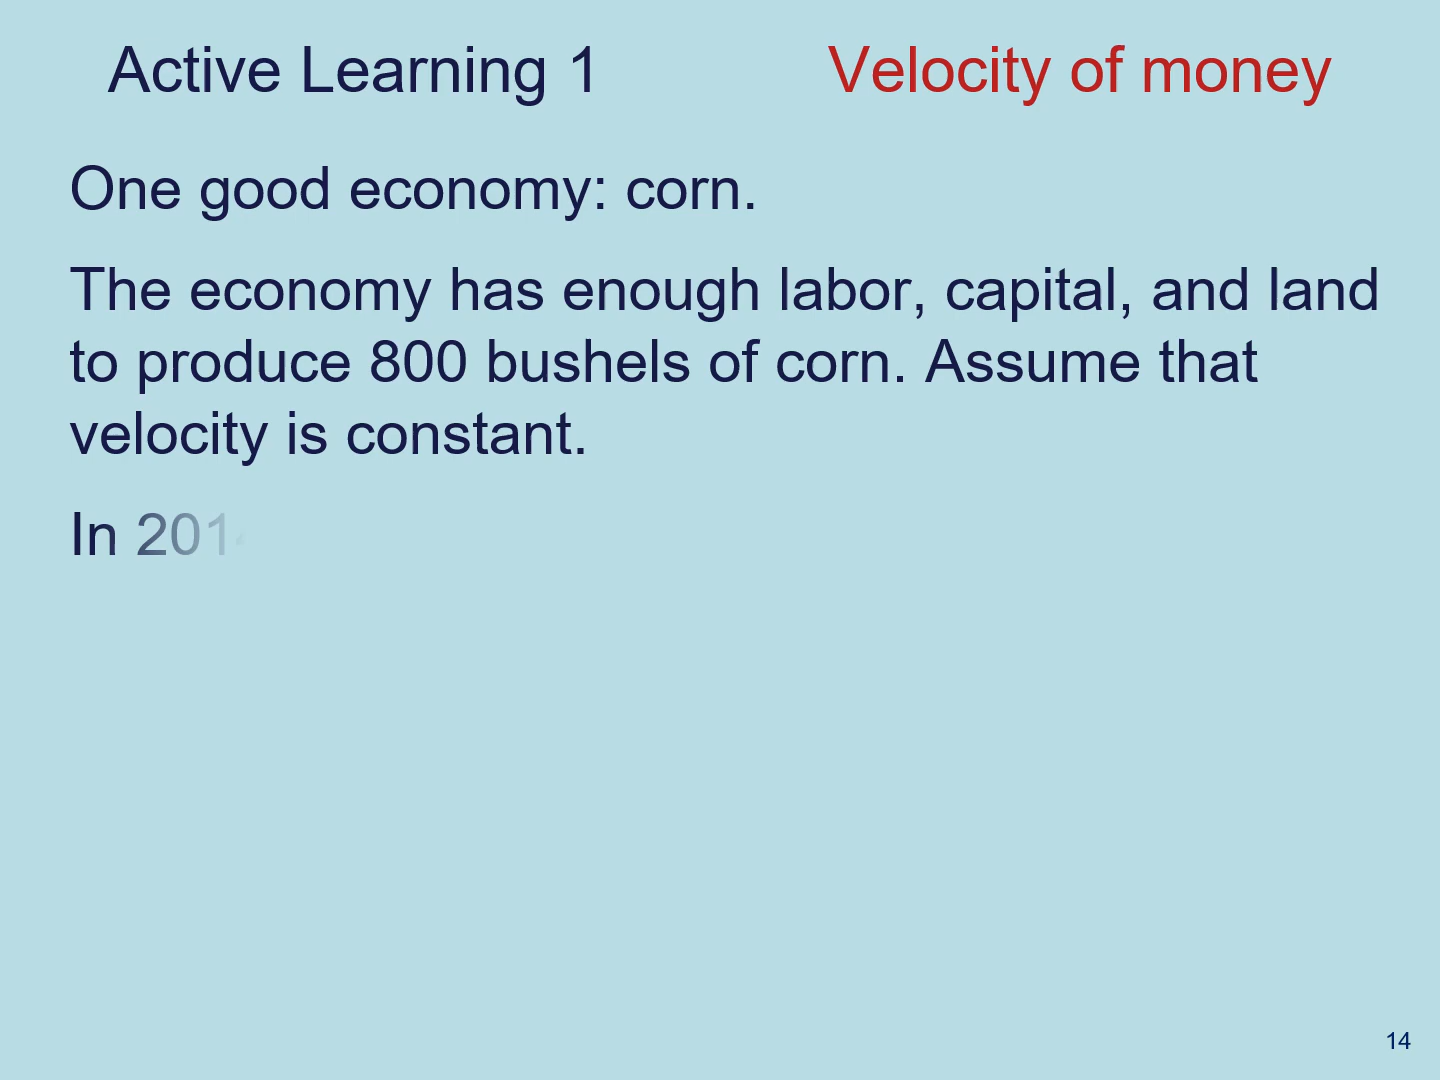 Active Learning 1 Velocity of money
One good economy: corn.
The economy has enough labor, capital, and land
to produce 800 bushels of corn. Assume that
velocity is constant.
In
14